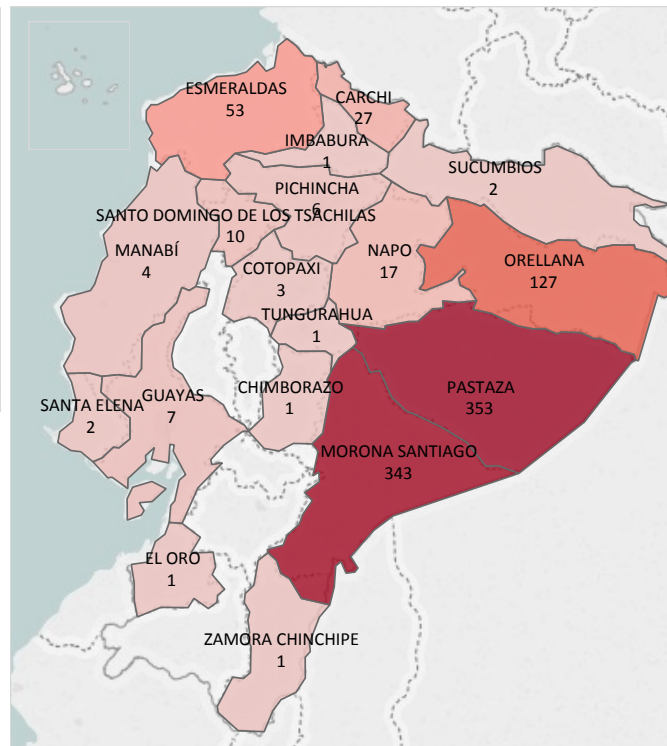 ESMERALDAS
53
CARCHI
27
IMBABURA
1
SUCUMBIOS
2
PICHINCHA
6
SANTO DOMINGO DE LOS TSACHILAS
10
MANABÍ
4
NAPO
17
ORELLANA
127
COTOPAXI
3
TUNGURAHUA
1
GUAYAS
7
CHIMBORAZO
1
PASTAZA
353
SANTA ELENA
2
MORONA SANTIAGO
343
EL ORO
1
ZAMORA CHINCHIPE
1